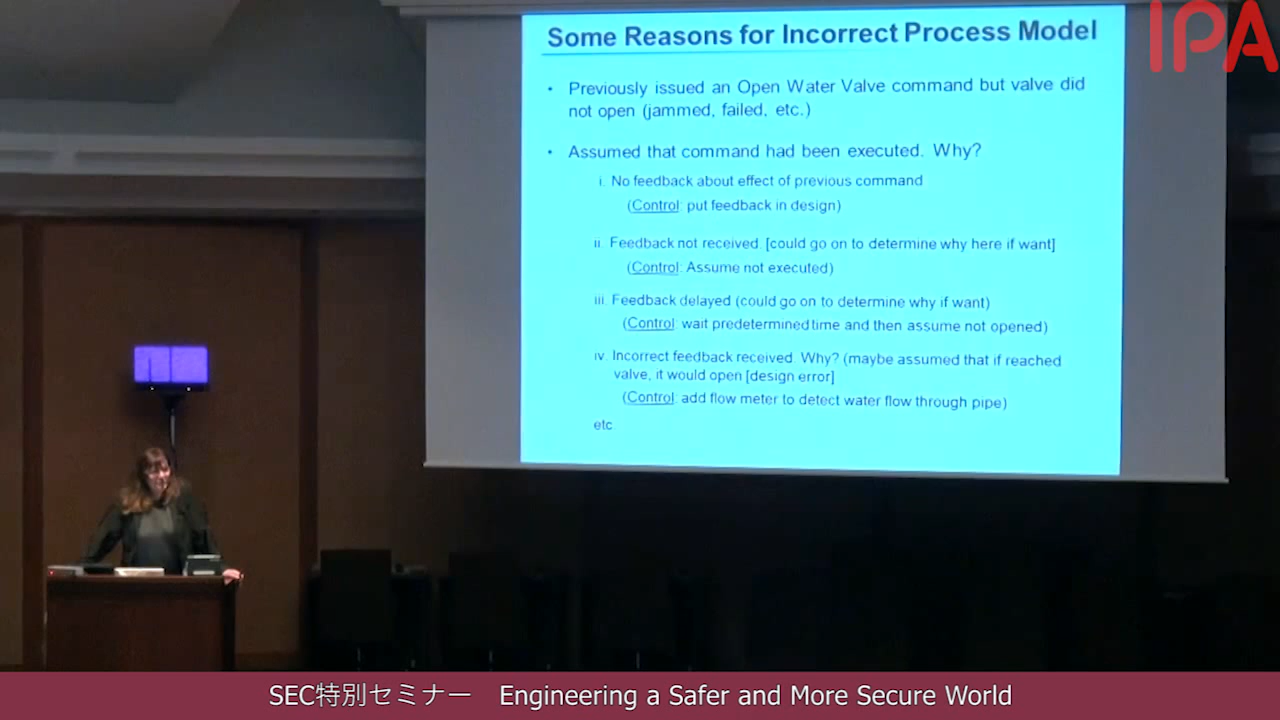 IPA
Some Reasons for Incorrect Process Model
• Previously issued an Open Water Valve command but valve did
not open (jammed, failed, etc.)
• Assumed that command had been executed. Why?
i. No feedback about effect of previous command
(Control: put feedback in design)
ii. Feedback not received. [could go on to determine why here if want]
(Control: Assume not executed)
iii. Feedback delayed (could go on to determine why if want)
(Control: wait predetermined time and then assume not opened)
iv. Incorrect feedback received. Why? (maybe assumed that if reached
valve, it would open [design error]
(Control: add flow meter to detect water flow through pipe)
etc
SEC特別セミナー Engineering a Safer and More Secure World